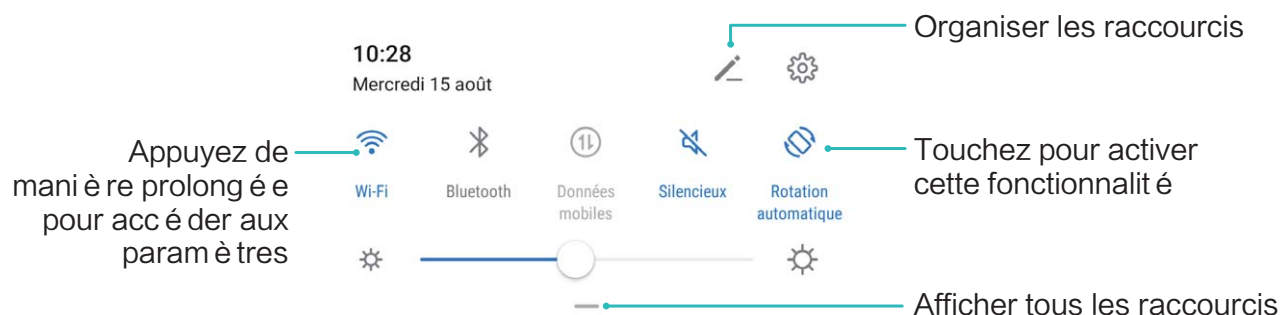 Organiser les raccourcis
10:28
Mercredi 15 août
Appuyez de
mani è re prolong é e
pour acc é der aux
param è tres
Wi-Fi
Bluetooth
Données
mobiles
Silencieux
Rotation
automatique
Touchez pour activer
cette fonctionnalit é
Afficher tous les raccourcis